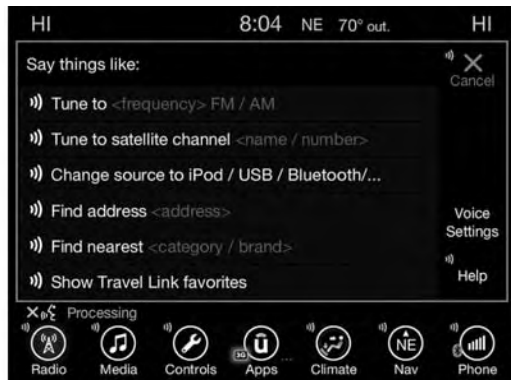 HI 8:04 NE 70° out. HI
Say things like:
Cancel
Tune to <frequency> FM / AM
Tune to satellite channel <name / number>
Change source to iPod / USB / Bluetooth/...
Find address <address>
Find nearest <category / brand>
Show Travel Link favorites
Voice
Settings
Help
Processing
3G
NE
Radio Media Controls Apps ... Climate Nav Phone